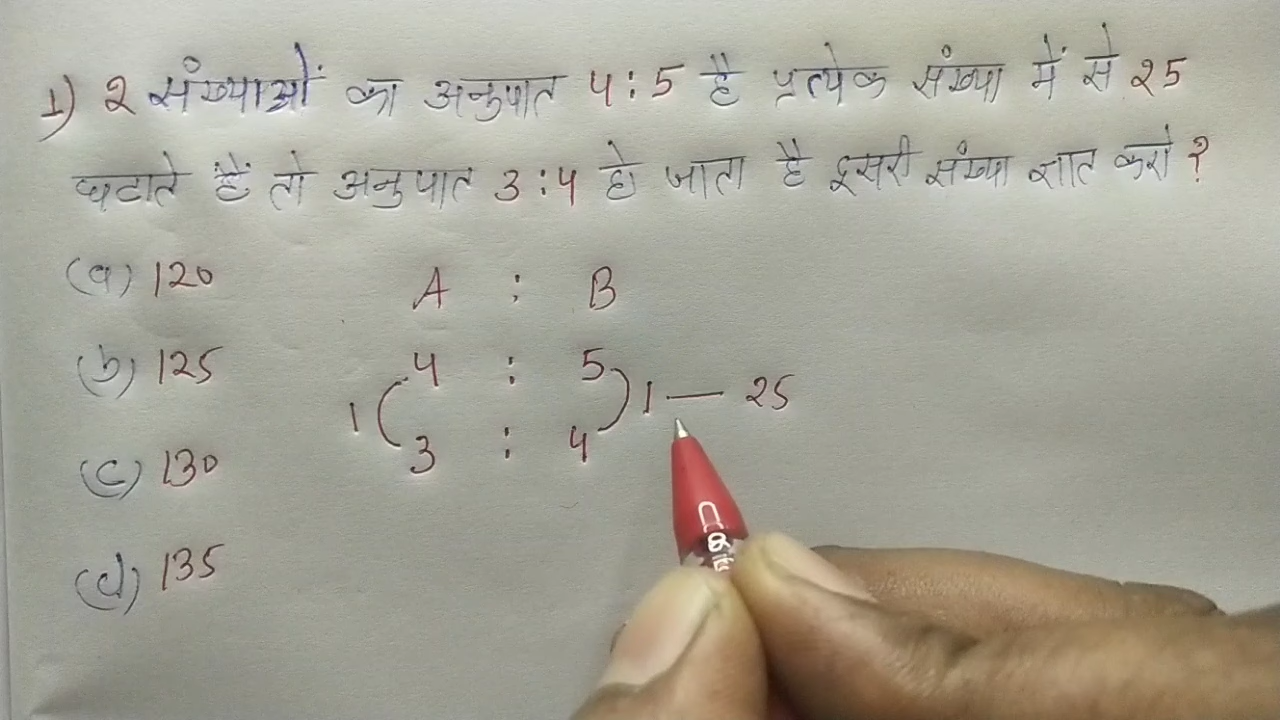 1) 2 संख्याओं का अनुपात 4:5 है प्रत्येक संख्या में से 25
घटाते हैं तो अनुपात 3:4 हो जाता है दूसरी संख्या ज्ञात करो ?
(a) 120
A : B
(b) 125
4 : 5
1 ( ) 1 — 25
3 : 4
(c) 130
(d) 135